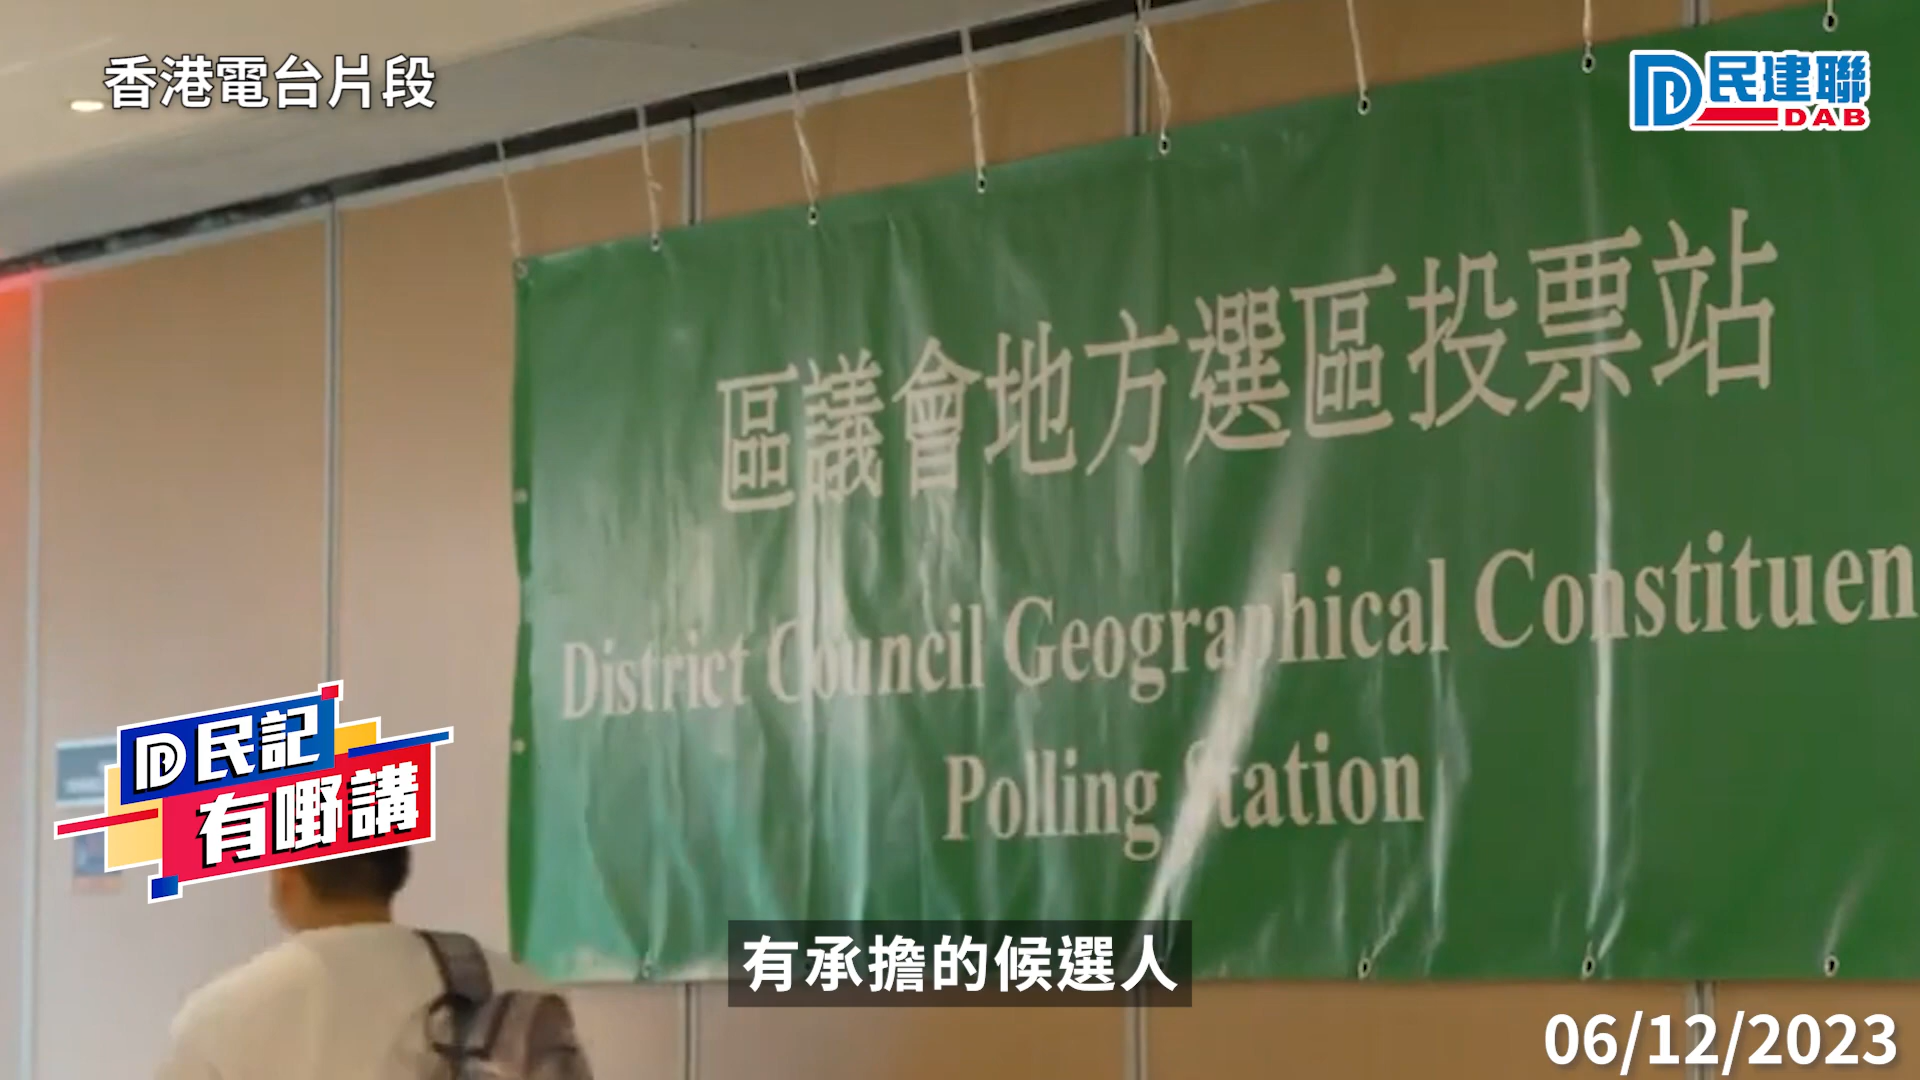 香港電台片段
民建聯
DAB
區議會地方選區投票站
District Council Geographical Constituen
Polling Station
民記
有嘢講
有承擔的候選人
06/12/2023